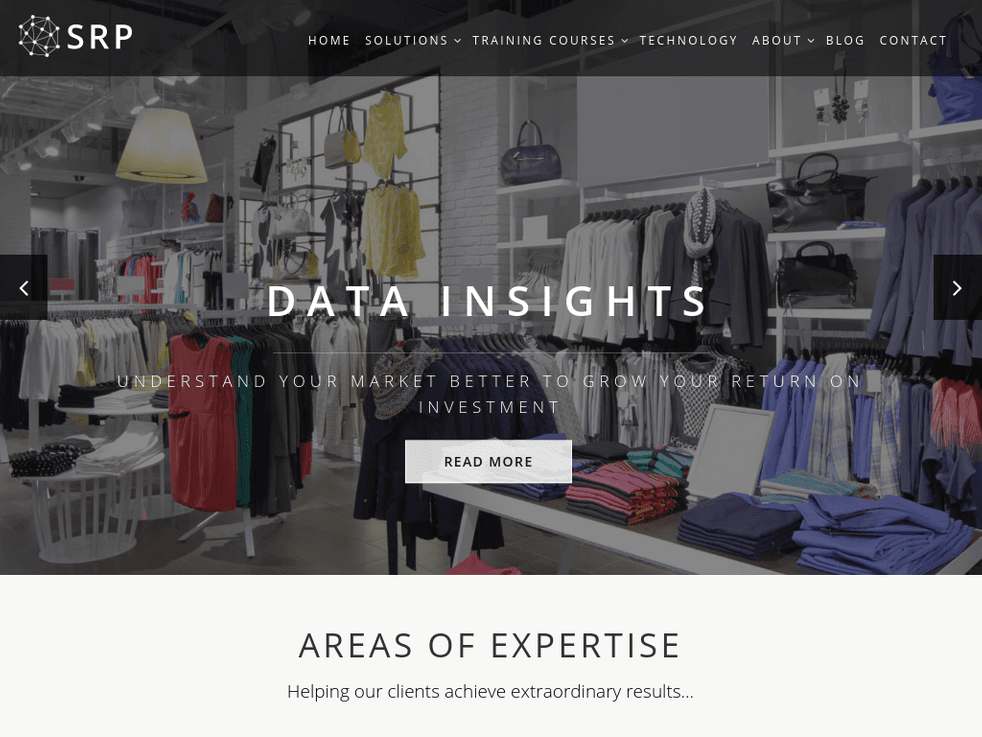 SRP
HOME SOLUTIONS TRAINING COURSES TECHNOLOGY ABOUT BLOG CONTACT
DATA INSIGHTS
UNDERSTAND YOUR MARKET BETTER TO GROW YOUR RETURN ON
INVESTMENT
READ MORE
AREAS OF EXPERTISE
Helping our clients achieve extraordinary results...